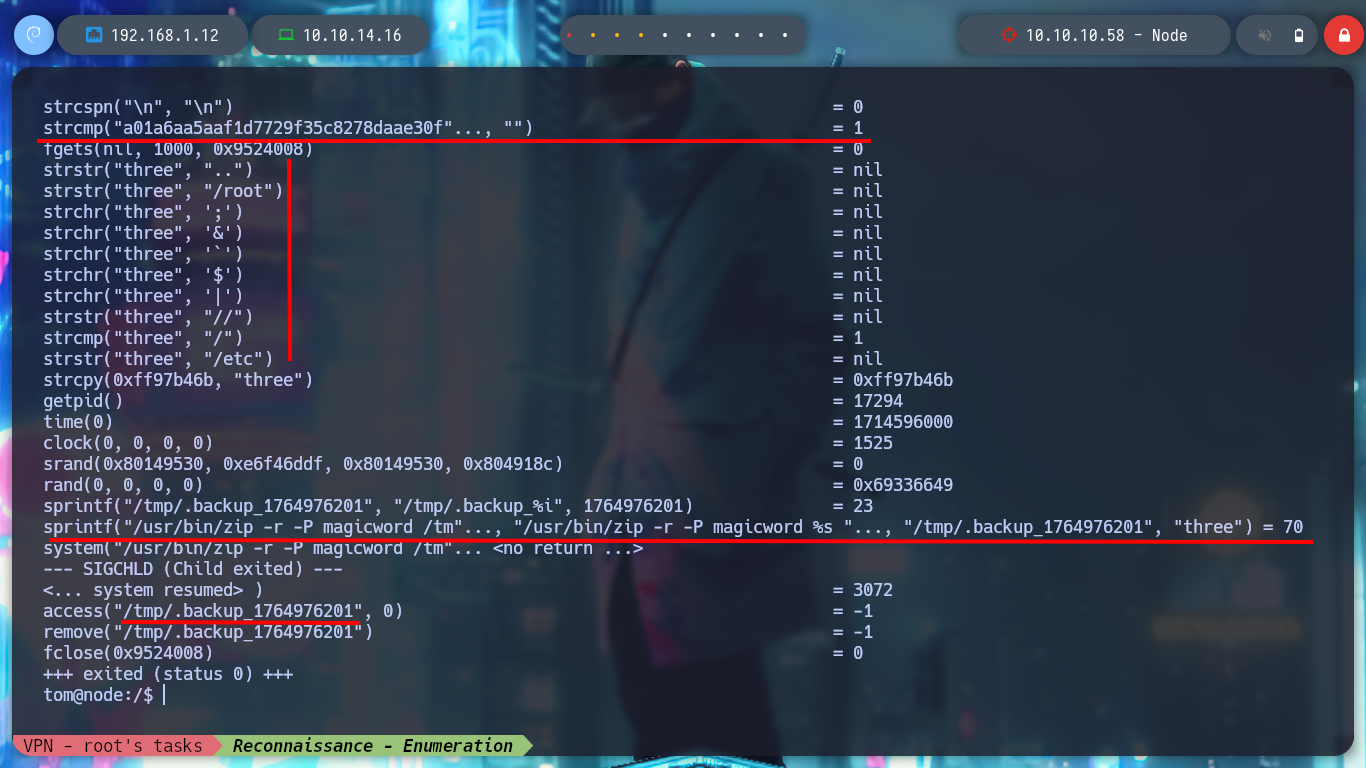 192.168.1.12 10.10.14.16 10.10.10.58 - Node
strcspn("\n", "\n") = 0
strcmp("a01a6aa5aaf1d7729f35c8278daae30f"..., "") = 1
fgets(nil, 1000, 0x9524008) = 0
strstr("three", "..") = nil
strstr("three", "/root") = nil
strchr("three", ';') = nil
strchr("three", '&') = nil
strchr("three", '`') = nil
strchr("three", '$') = nil
strchr("three", '|') = nil
strstr("three", "//") = nil
strcmp("three", "/") = 1
strstr("three", "/etc") = nil
strcpy(0xff97b46b, "three") = 0xff97b46b
getpid() = 17294
time(0) = 1714596000
clock(0, 0, 0, 0) = 1525
srand(0x80149530, 0xe6f46ddf, 0x80149530, 0x804918c) = 0
rand(0, 0, 0, 0) = 0x69336649
sprintf("/tmp/.backup_1764976201", "/tmp/.backup_%i", 1764976201) = 23
sprintf("/usr/bin/zip -r -P magicword /tm"..., "/usr/bin/zip -r -P magicword %s "..., "/tmp/.backup_1764976201", "three") = 70
system("/usr/bin/zip -r -P magicword /tm"... <no return ...>
--- SIGCHLD (Child exited) ---
<... system resumed> ) = 3072
access("/tmp/.backup_1764976201", 0) = -1
remove("/tmp/.backup_1764976201") = -1
fclose(0x9524008) = 0
+++ exited (status 0) +++
tom@node:/$
VPN - root's tasks Reconnaissance - Enumeration